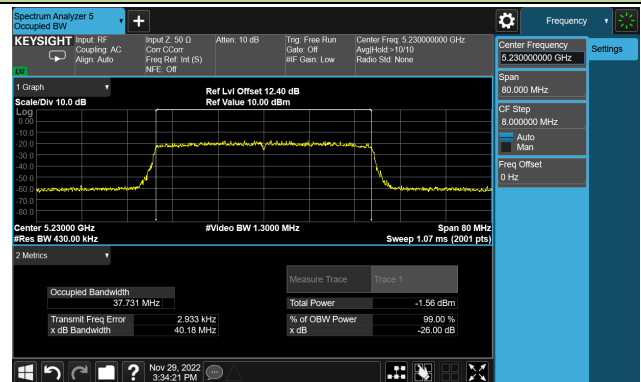 Spectrum Analyzer 5
Occupied BW
Frequency
KEYSIGHT
Input: RF
Coupling: AC
Align: Auto
Input Z: 50 Ω
Corr CCorr
Freq Ref: Int (S)
NFE: Off
Atten: 10 dB
Trig: Free Run
Gate: Off
#IF Gain: Low
Center Freq: 5.230000000 GHz
Avg|Hold:>10/10
Radio Std: None
Center Frequency
5.230000000 GHz
Settings
Span
80.000 MHz
CF Step
8.000000 MHz
Auto
Man
Freq Offset
0 Hz
1 Graph
Scale/Div 10.0 dB
Ref Lvl Offset 12.40 dB
Ref Value 10.00 dBm
Log
0.00
-10.0
-20.0
-30.0
-40.0
-50.0
-60.0
-70.0
-80.0
Center 5.23000 GHz
#Video BW 1.3000 MHz
Span 80 MHz
#Res BW 430.00 kHz
Sweep 1.07 ms (2001 pts)
2 Metrics
Measure Trace
Trace 1
Occupied Bandwidth
37.731 MHz
Total Power
-1.56 dBm
Transmit Freq Error
2.933 kHz
% of OBW Power
99.00 %
x dB Bandwidth
40.18 MHz
x dB
-26.00 dB
Nov 29, 2022
3:34:21 PM